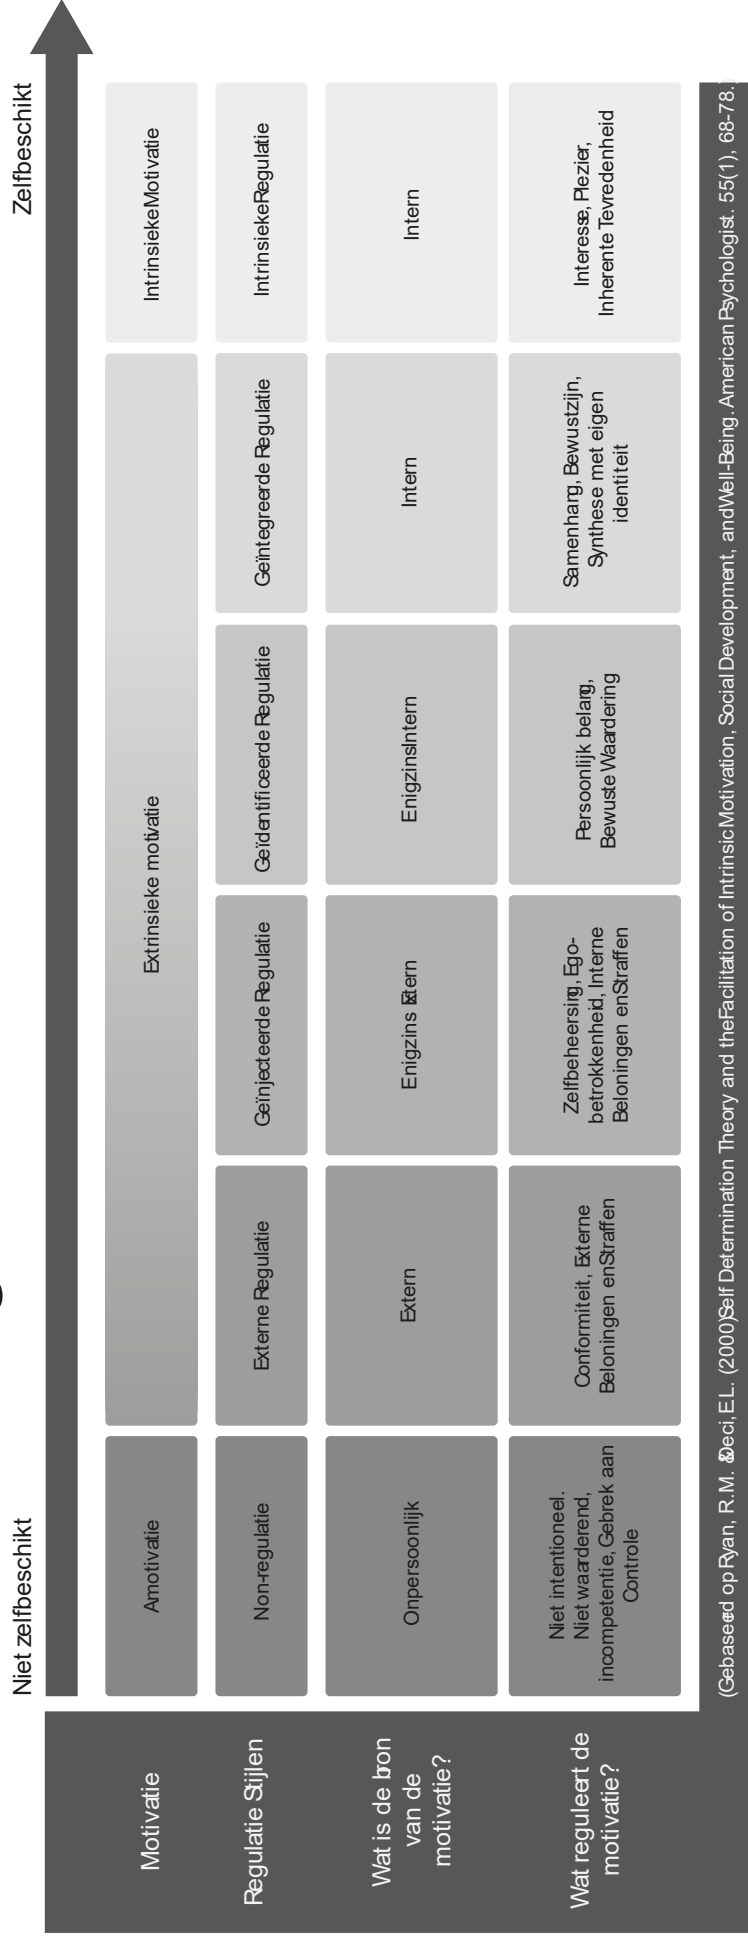 Niet zelfbeschikt
Zelfbeschikt
Motivatie
Amotivatie
Extrinsieke motivatie
Intrinsieke Motivatie
Regulatie Stijlen
Non-regulatie
Externe Regulatie
Geïnjecteerde Regulatie
Geïdentificeerde Regulatie
Geïntegreerde Regulatie
Intrinsieke Regulatie
Wat is de bron
van de
motivatie?
Onpersoonlijk
Extern
Enigzins Extern
Enigzins Intern
Intern
Intern
Wat reguleert de
motivatie?
Niet intentioneel.
Niet waarderend,
incompetentie, Gebrek aan
Controle
Conformiteit, Externe
Beloningen en Straffen
Zelfbeheersing, Ego-
betrokkenheid, Interne
Beloningen en Straffen
Persoonlijk belang,
Bewuste Waardering
Samenhang, Bewustzijn,
Synthese met eigen
identiteit
Interesse, Plezier,
Inherente Tevredenheid
(Gebaseerd op Ryan, R.M. & Deci, E.L. (2000) Self Determination Theory and the Facilitation of Intrinsic Motivation, Social Development, and Well-Being. American Psychologist. 55(1), 68-78.)